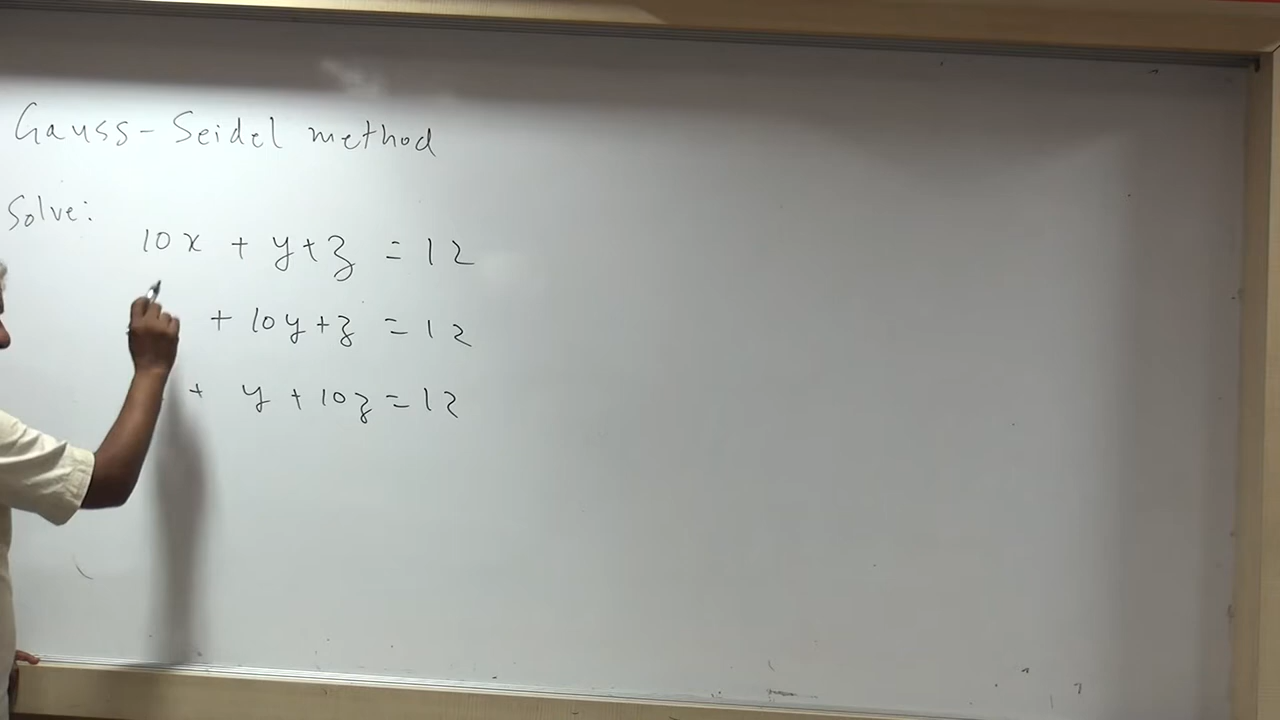 Gauss-Seidel method
Solve:
10x + y + z = 12
+ 10y + z = 12
+ y + 10z = 12